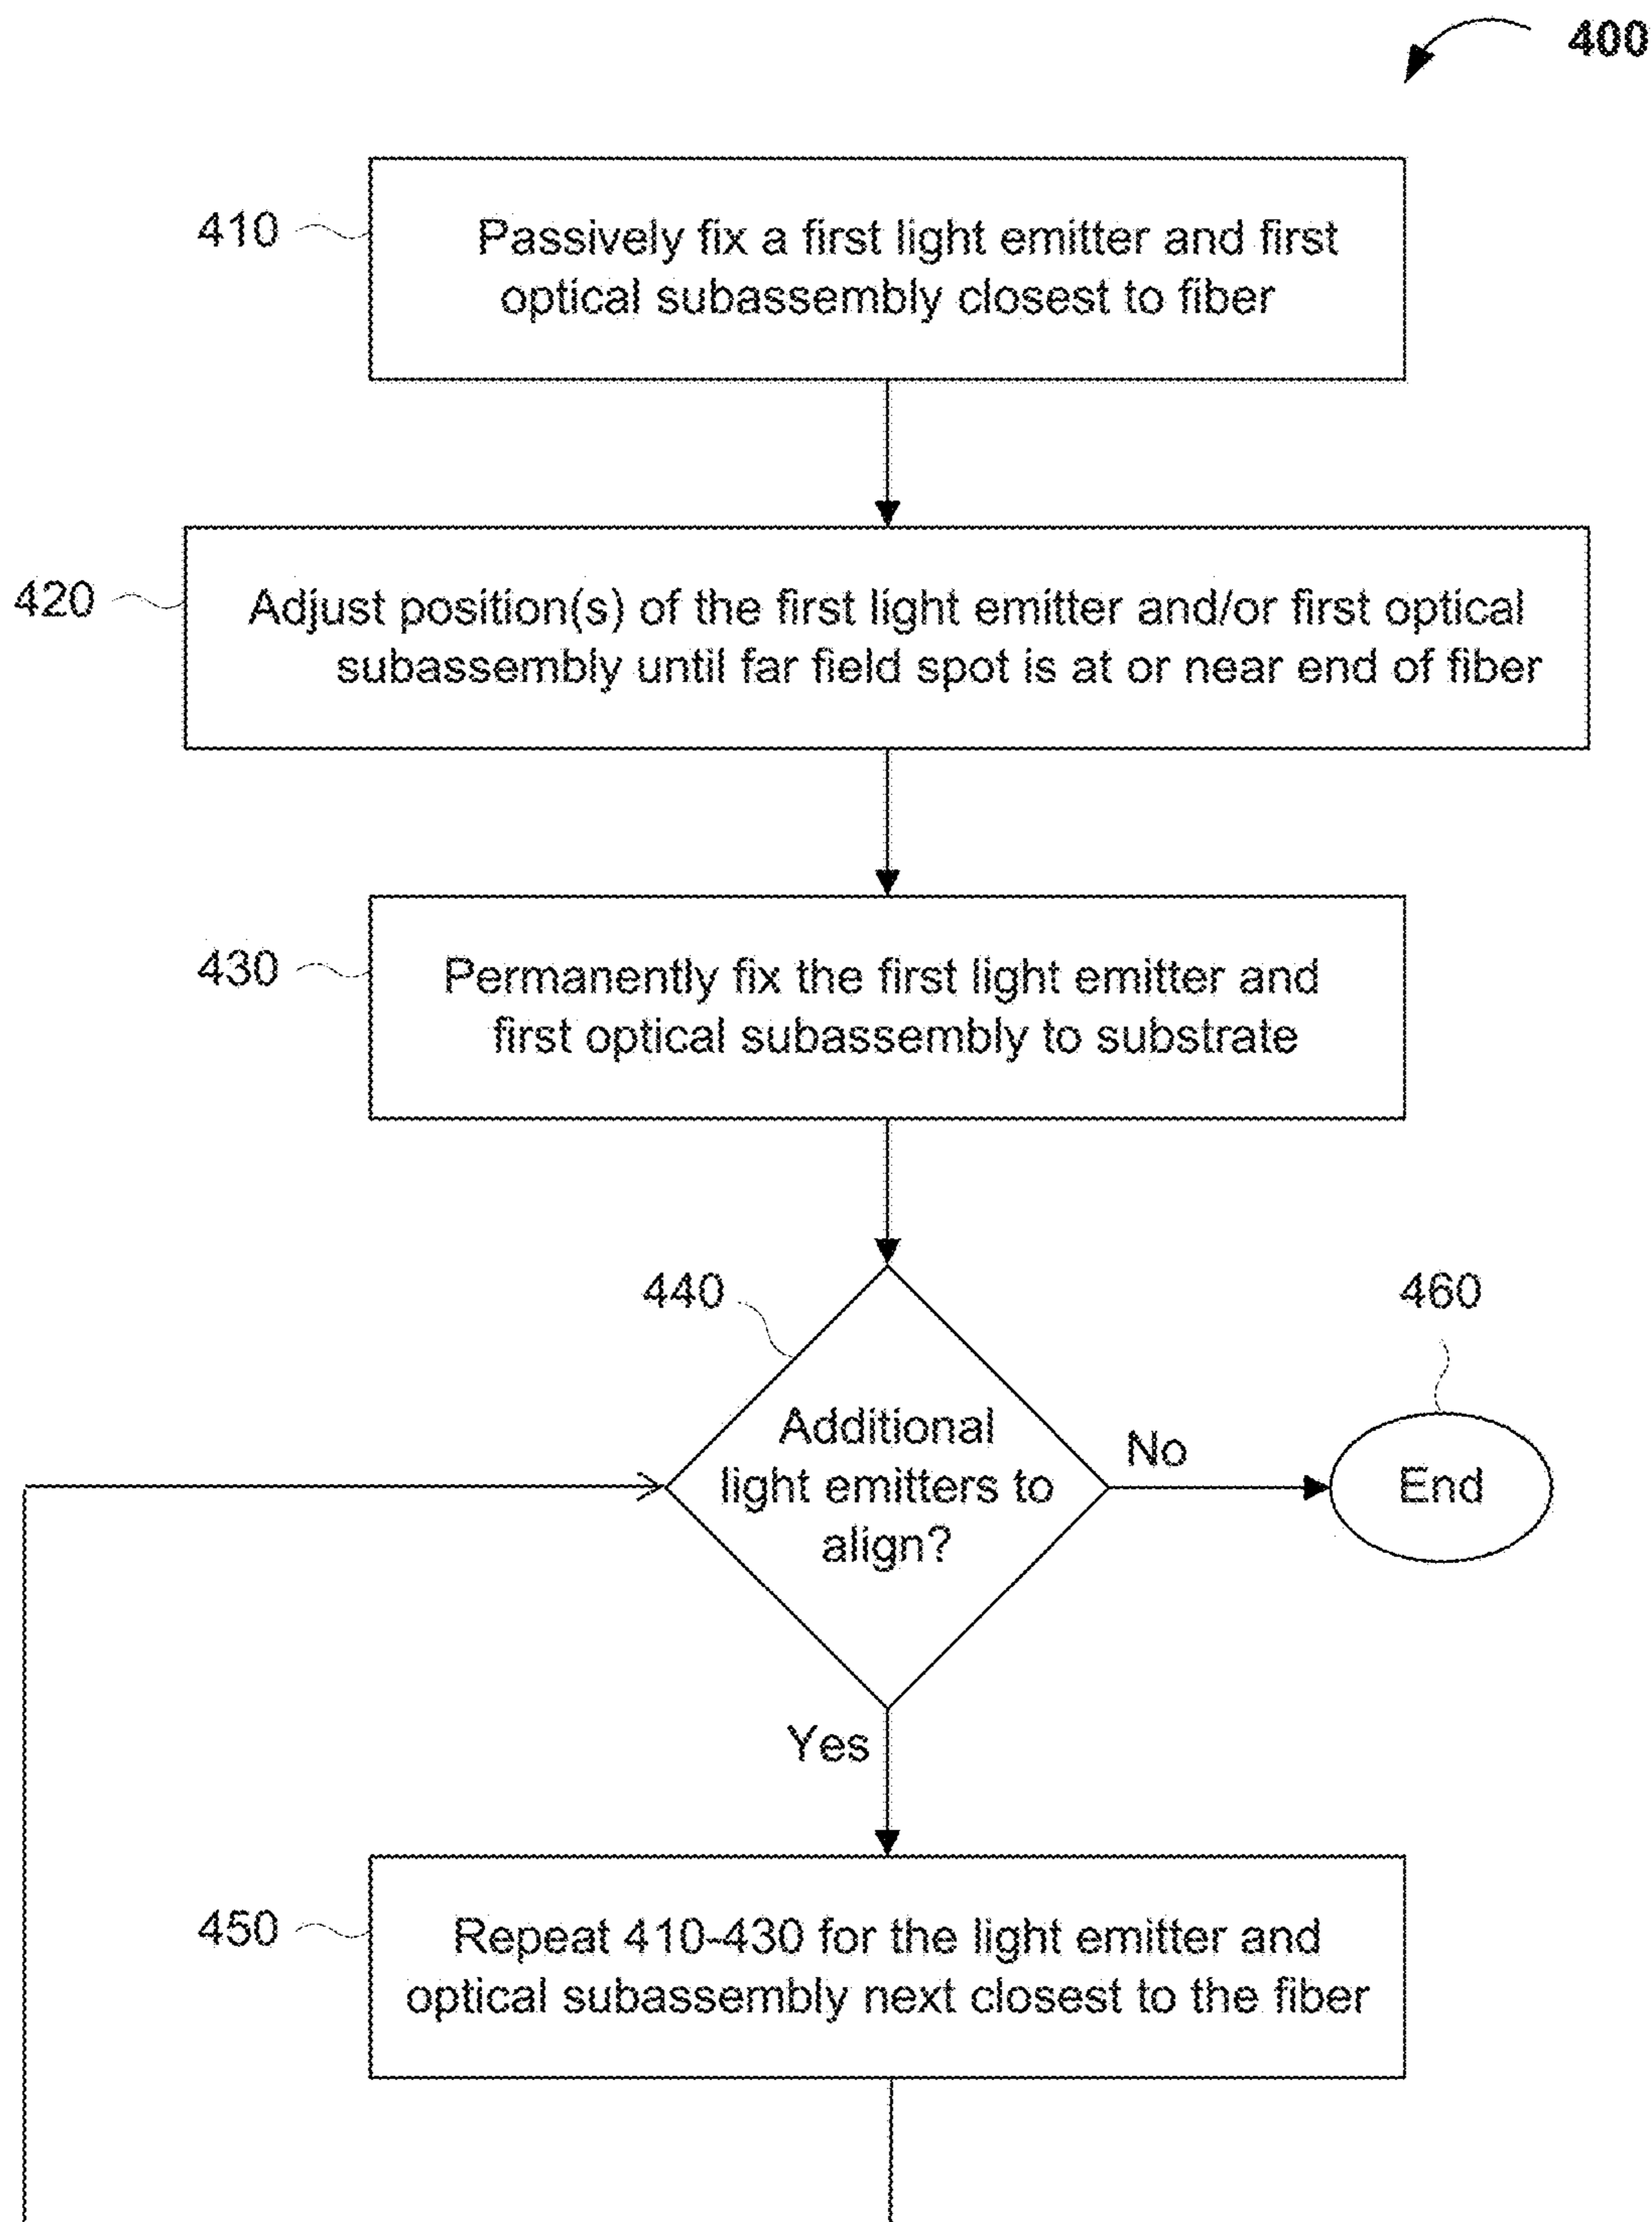 400
410
Passively fix a first light emitter and first
optical subassembly closest to fiber
420
Adjust position(s) of the first light emitter and/or first optical
subassembly until far field spot is at or near end of fiber
430
Permanently fix the first light emitter and
first optical subassembly to substrate
440
460
Additional
light emitters to
align?
No
End
Yes
450
Repeat 410-430 for the light emitter and
optical subassembly next closest to the fiber